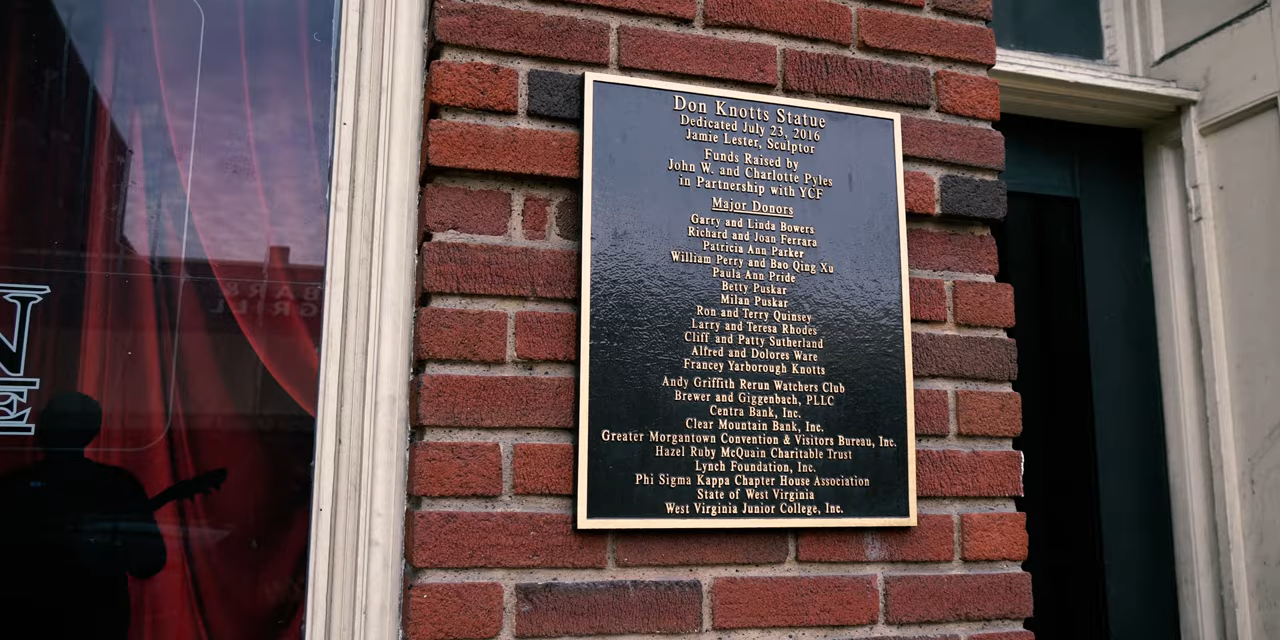 Don Knotts Statue
Dedicated July 23, 2016
Jamie Lester, Sculptor
Funds Raised by
John W. and Charlotte Pyles
in Partnership with YCF
Major Donors
Garry and Linda Bowers
Richard and Joan Ferrara
Patricia Ann Parker
William Perry and Bao Qing Xu
Paula Ann Pride
Betty Puskar
Milan Puskar
Ron and Terry Quinsey
Larry and Teresa Rhodes
Cliff and Patty Sutherland
Alfred and Dolores Ware
Francey Yarborough Knotts
Andy Griffith Rerun Watchers Club
Brewer and Giggenbach, PLLC
Centra Bank, Inc.
Clear Mountain Bank, Inc.
Greater Morgantown Convention & Visitors Bureau, Inc.
Hazel Ruby McQuain Charitable Trust
Lynch Foundation, Inc.
Phi Sigma Kappa Chapter House Association
State of West Virginia
West Virginia Junior College, Inc.
BAR &
GRILL